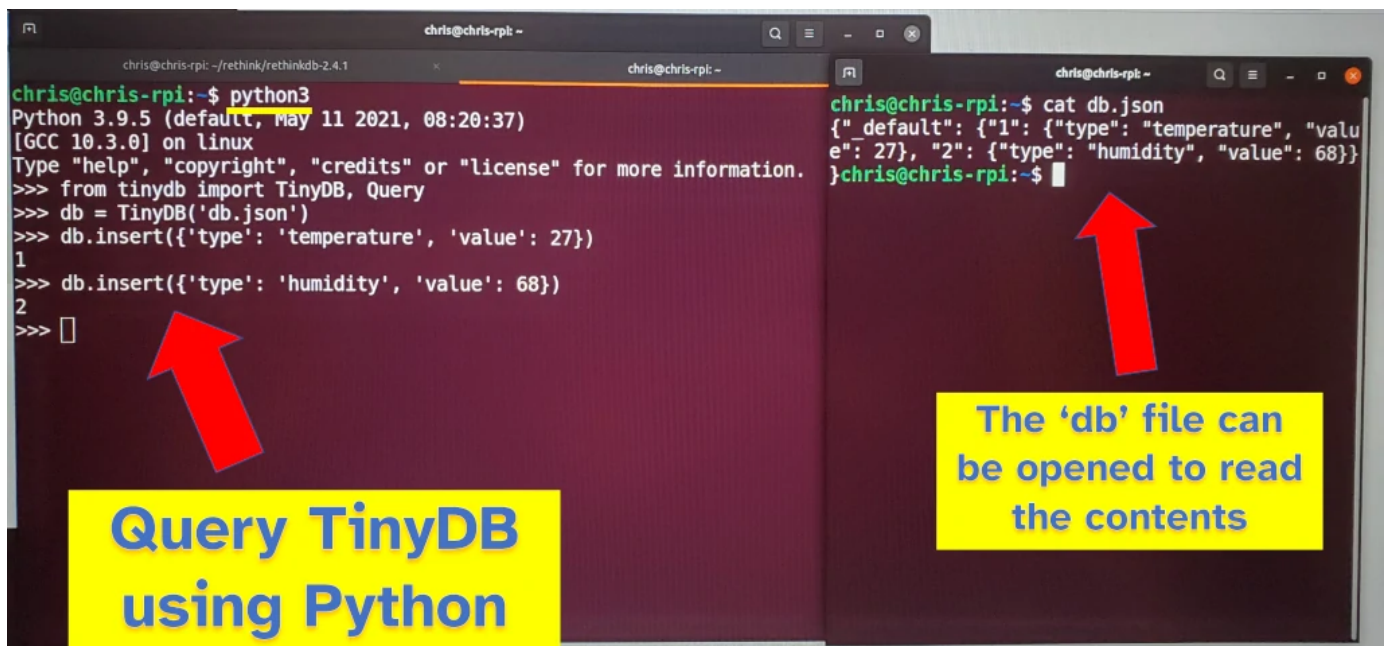 chris@chris-rpi: ~
chris@chris-rpi: ~/rethink/rethinkdb-2.4.1
chris@chris-rpi: ~
chris@chris-rpi:~$ python3
Python 3.9.5 (default, May 11 2021, 08:20:37)
[GCC 10.3.0] on linux
Type "help", "copyright", "credits" or "license" for more information.
>>> from tinydb import TinyDB, Query
>>> db = TinyDB('db.json')
>>> db.insert({'type': 'temperature', 'value': 27})
1
>>> db.insert({'type': 'humidity', 'value': 68})
2
>>>
Query TinyDB
using Python
chris@chris-rpi: ~
chris@chris-rpi:~$ cat db.json
{"_default": {"1": {"type": "temperature", "valu
e": 27}, "2": {"type": "humidity", "value": 68}}
}chris@chris-rpi:~$
The ‘db’ file can
be opened to read
the contents